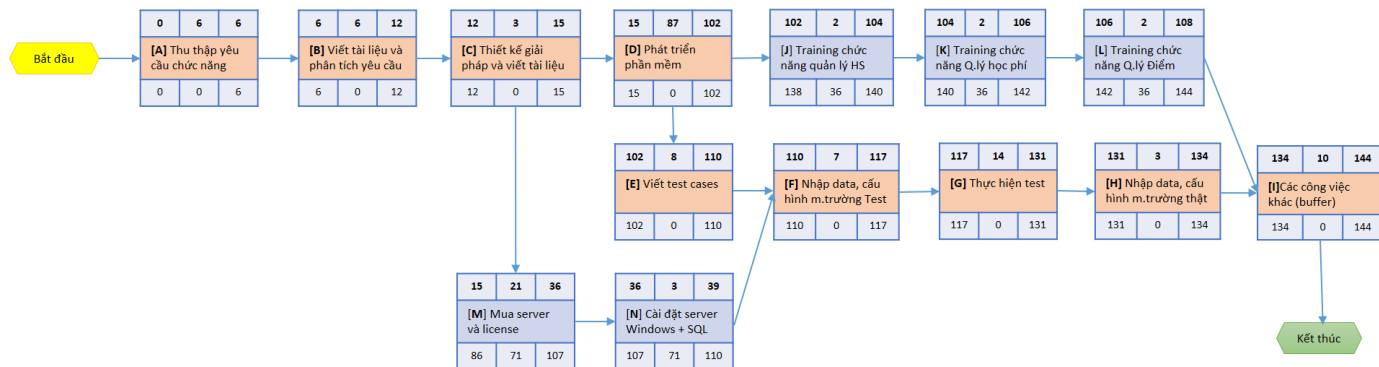 Bắt đầu
0 6 6
[A] Thu thập yêu
cầu chức năng
0 0 6
6 6 12
[B] Viết tài liệu và
phân tích yêu cầu
6 0 12
12 3 15
[C] Thiết kế giải
pháp và viết tài liệu
12 0 15
15 87 102
[D] Phát triển
phần mềm
15 0 102
102 2 104
[J] Training chức
năng quản lý HS
138 36 140
104 2 106
[K] Training chức
năng Q.lý học phí
140 36 142
106 2 108
[L] Training chức
năng Q.lý Điểm
142 36 144
102 8 110
[E] Viết test cases
102 0 110
110 7 117
[F] Nhập data, cấu
hình m.trường Test
110 0 117
117 14 131
[G] Thực hiện test
117 0 131
131 3 134
[H] Nhập data, cấu
hình m.trường thật
131 0 134
134 10 144
[I]Các công việc
khác (buffer)
134 0 144
15 21 36
[M] Mua server
và license
86 71 107
36 3 39
[N] Cài đặt server
Windows + SQL
107 71 110
Kết thúc